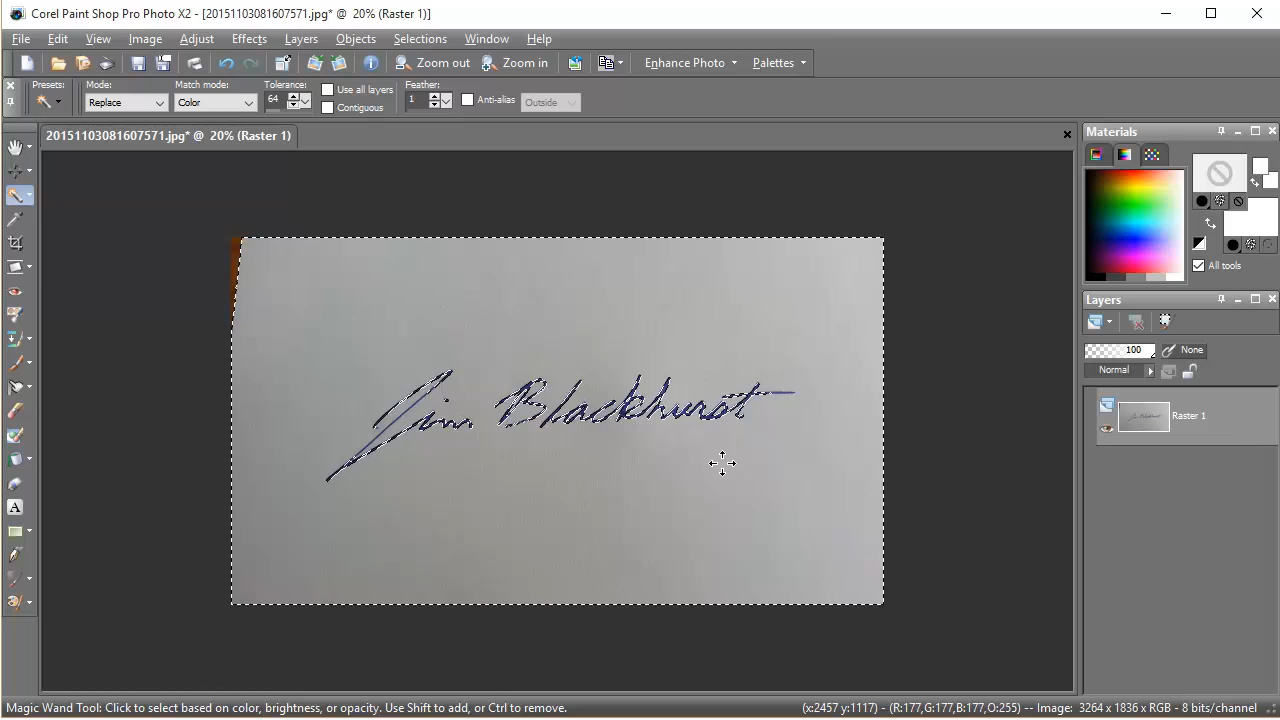 Corel Paint Shop Pro Photo X2 - [20151103081607571.jpg* @ 20% (Raster 1)]
File Edit View Image Adjust Effects Layers Objects Selections Window Help
Zoom out Zoom in Enhance Photo Palettes
Presets: Mode: Match mode: Tolerance: Use all layers Feather: Anti-alias
Replace Color 64 Contiguous 1 Outside
20151103081607571.jpg* @ 20% (Raster 1)
Materials
All tools
Layers
100 None
Normal
Raster 1
Jim Blackhurst
Magic Wand Tool: Click to select based on color, brightness, or opacity. Use Shift to add, or Ctrl to remove.
(x:2457 y:1117) - (R:177,G:177,B:177,O:255) -- Image: 3264 x 1836 x RGB - 8 bits/channel